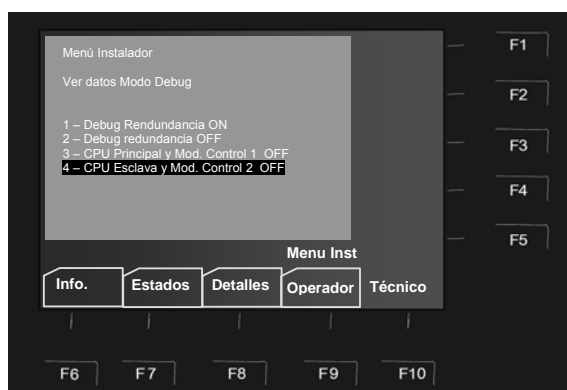 Menú Instalador
Ver datos Modo Debug
1 – Debug Rendundancia ON
2 – Debug redundancia OFF
3 – CPU Principal y Mod. Control 1 OFF
4 – CPU Esclava y Mod. Control 2 OFF
Menu Inst
Info. Estados Detalles Operador Técnico
F1
F2
F3
F4
F5
F6 F7 F8 F9 F10